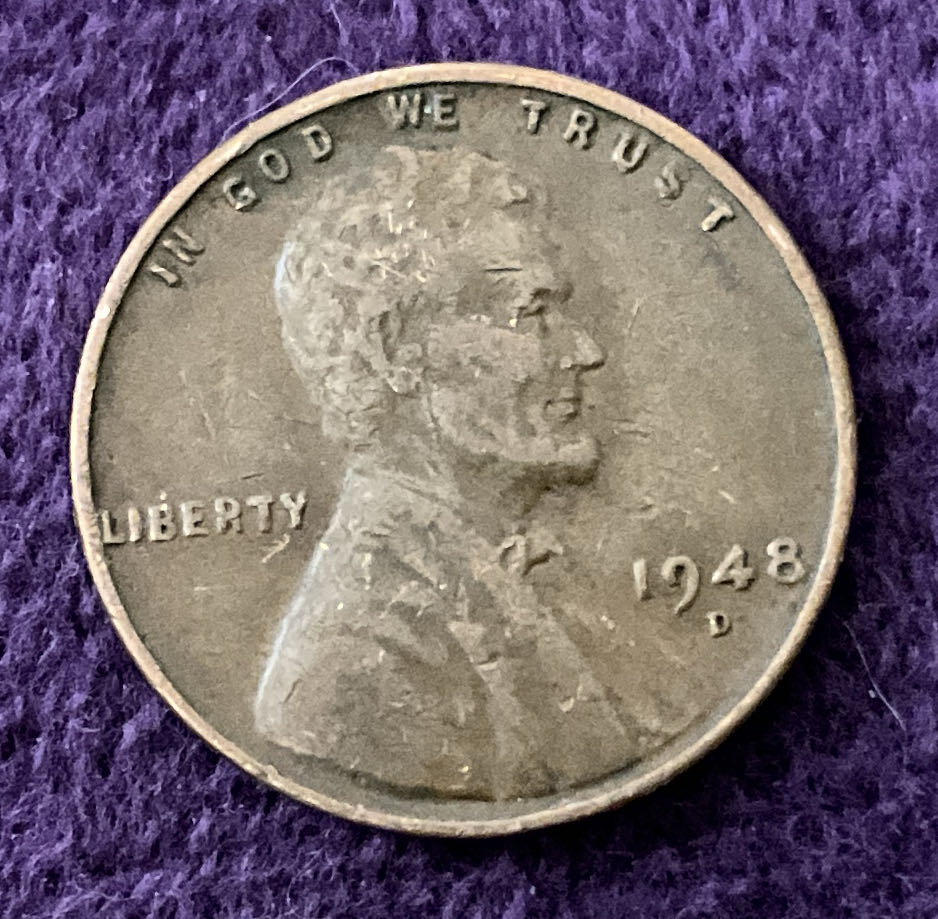 IN GOD WE TRUST
LIBERTY
1948
D